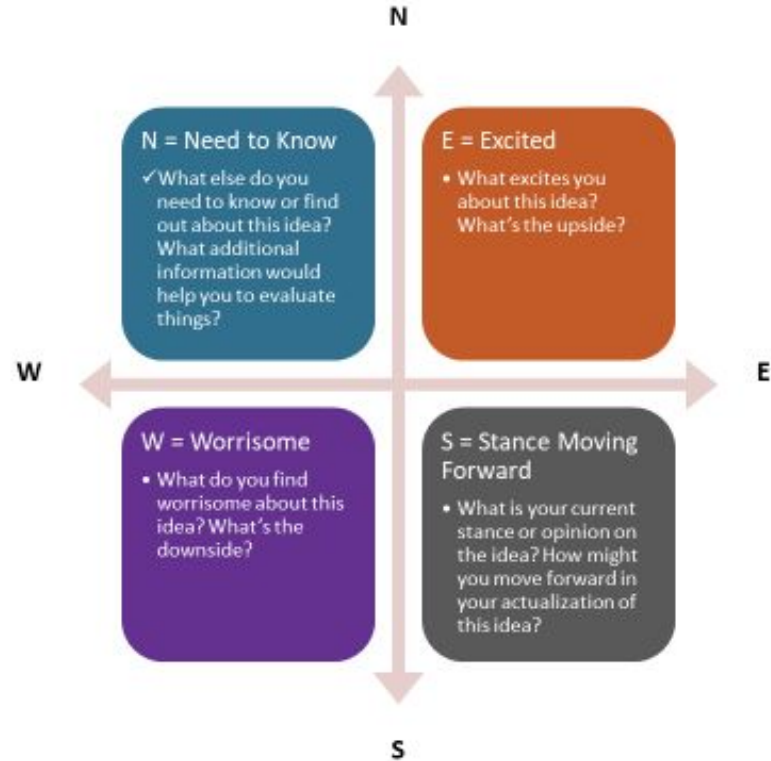 N
N = Need to Know
✓What else do you
need to know or find
out about this idea?
What additional
information would
help you to evaluate
things?
E = Excited
• What excites you
about this idea?
What's the upside?
W
E
W = Worrisome
• What do you find
worrisome about this
idea? What's the
downside?
S = Stance Moving
Forward
• What is your current
stance or opinion on
the idea? How might
you move forward in
your actualization of
this idea?
S